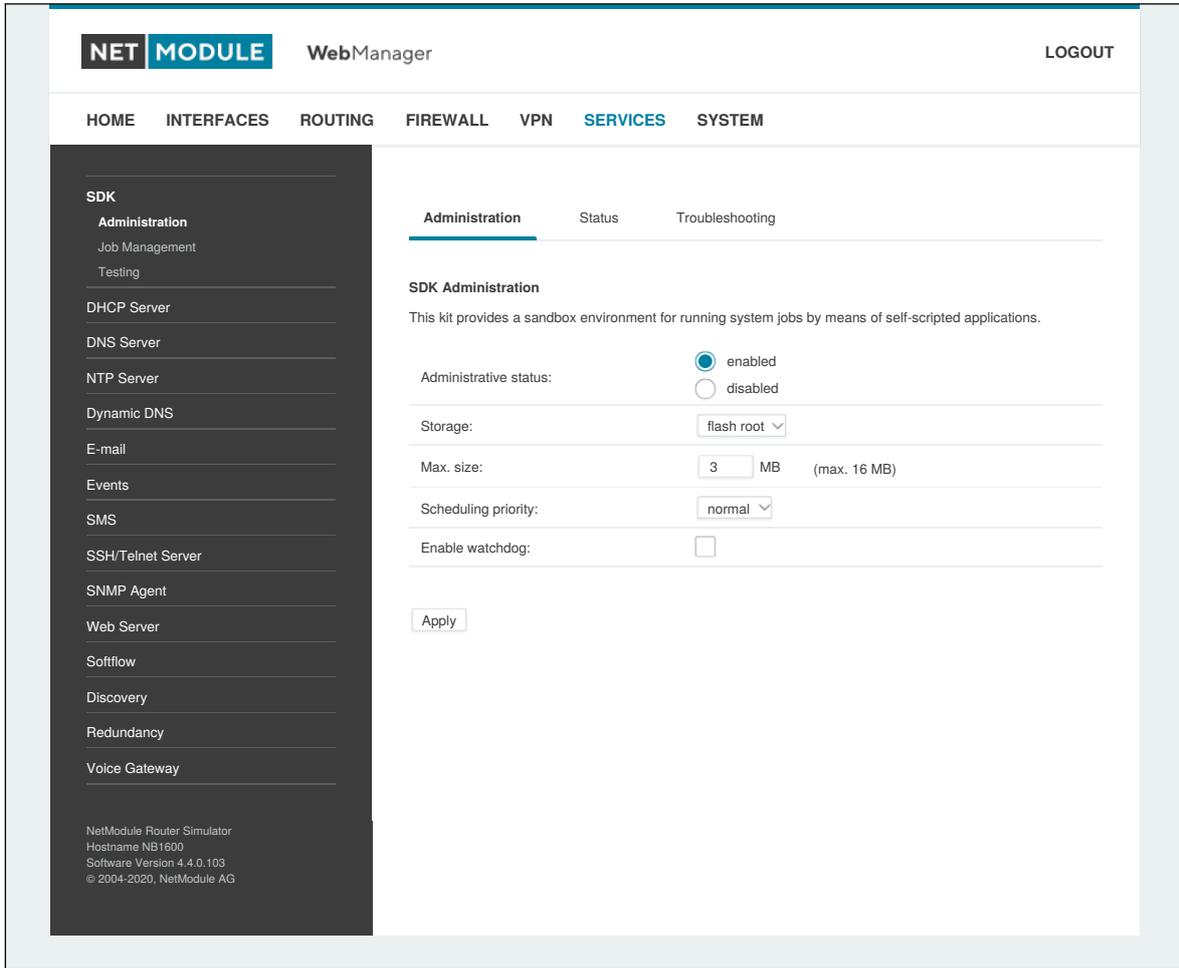 NET MODULE WebManager LOGOUT
HOME INTERFACES ROUTING FIREWALL VPN SERVICES SYSTEM
SDK
Administration
Job Management
Testing
DHCP Server
DNS Server
NTP Server
Dynamic DNS
E-mail
Events
SMS
SSH/Telnet Server
SNMP Agent
Web Server
Softflow
Discovery
Redundancy
Voice Gateway
NetModule Router Simulator
Hostname NB1600
Software Version 4.4.0.103
© 2004-2020, NetModule AG
Administration Status Troubleshooting
SDK Administration
This kit provides a sandbox environment for running system jobs by means of self-scripted applications.
Administrative status:
enabled
disabled
Storage: flash root
Max. size: 3 MB (max. 16 MB)
Scheduling priority: normal
Enable watchdog:
Apply